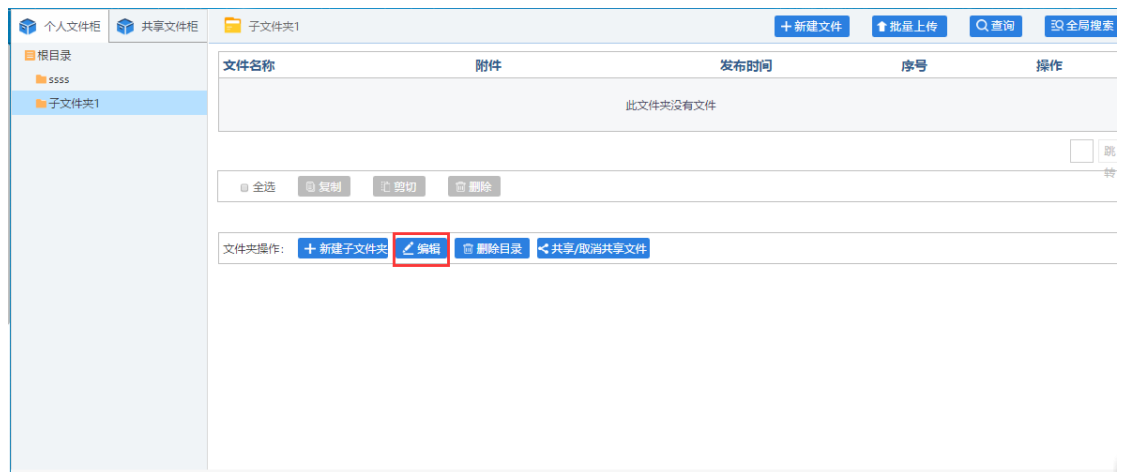 个人文件柜 共享文件柜 子文件夹1 新建文件 批量上传 查询 全局搜索
根目录
ssss
子文件夹1
文件名称 附件 发布时间 序号 操作
此文件夹没有文件
跳转
全选 复制 剪切 删除
文件夹操作： 新建子文件夹 编辑 删除目录 共享/取消共享文件